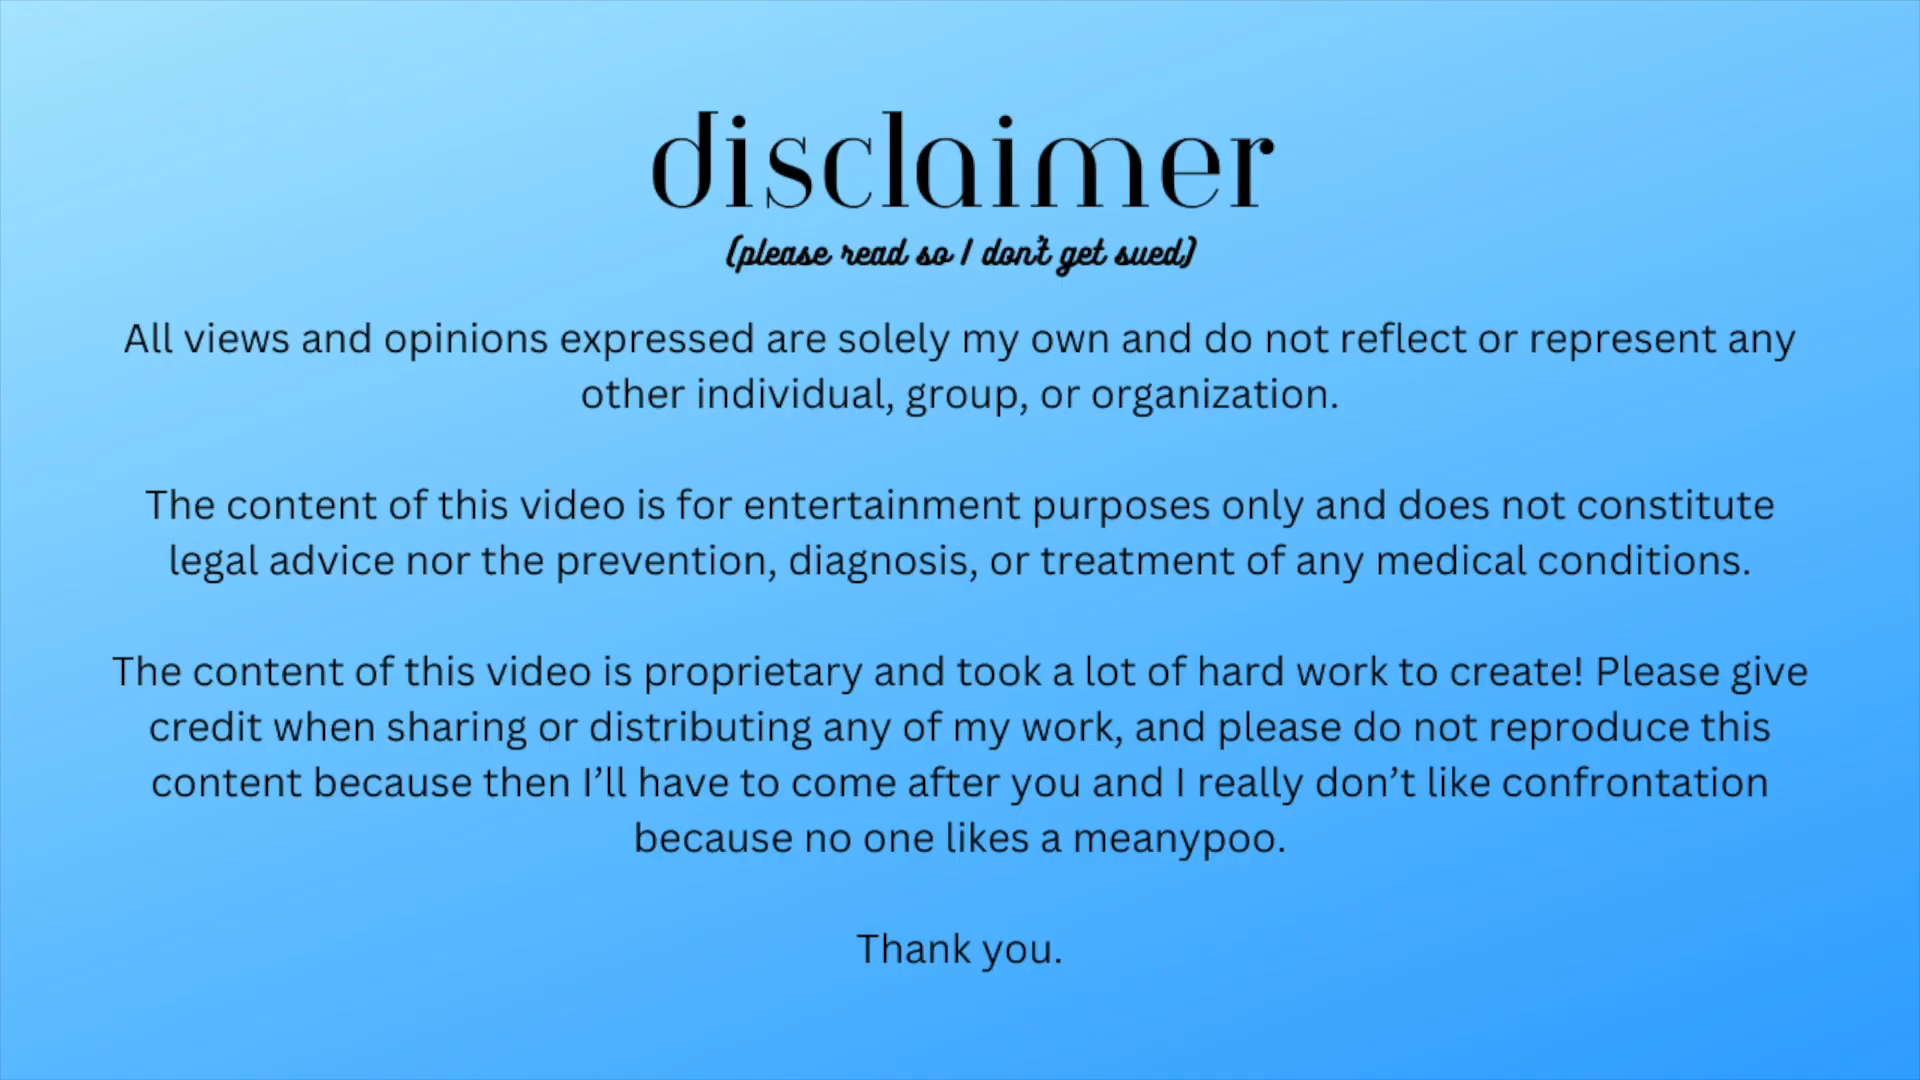 disclaimer
(please read so I don't get sued)
All views and opinions expressed are solely my own and do not reflect or represent any
other individual, group, or organization.
The content of this video is for entertainment purposes only and does not constitute
legal advice nor the prevention, diagnosis, or treatment of any medical conditions.
The content of this video is proprietary and took a lot of hard work to create! Please give
credit when sharing or distributing any of my work, and please do not reproduce this
content because then I’ll have to come after you and I really don’t like confrontation
because no one likes a meanypoo.
Thank you.